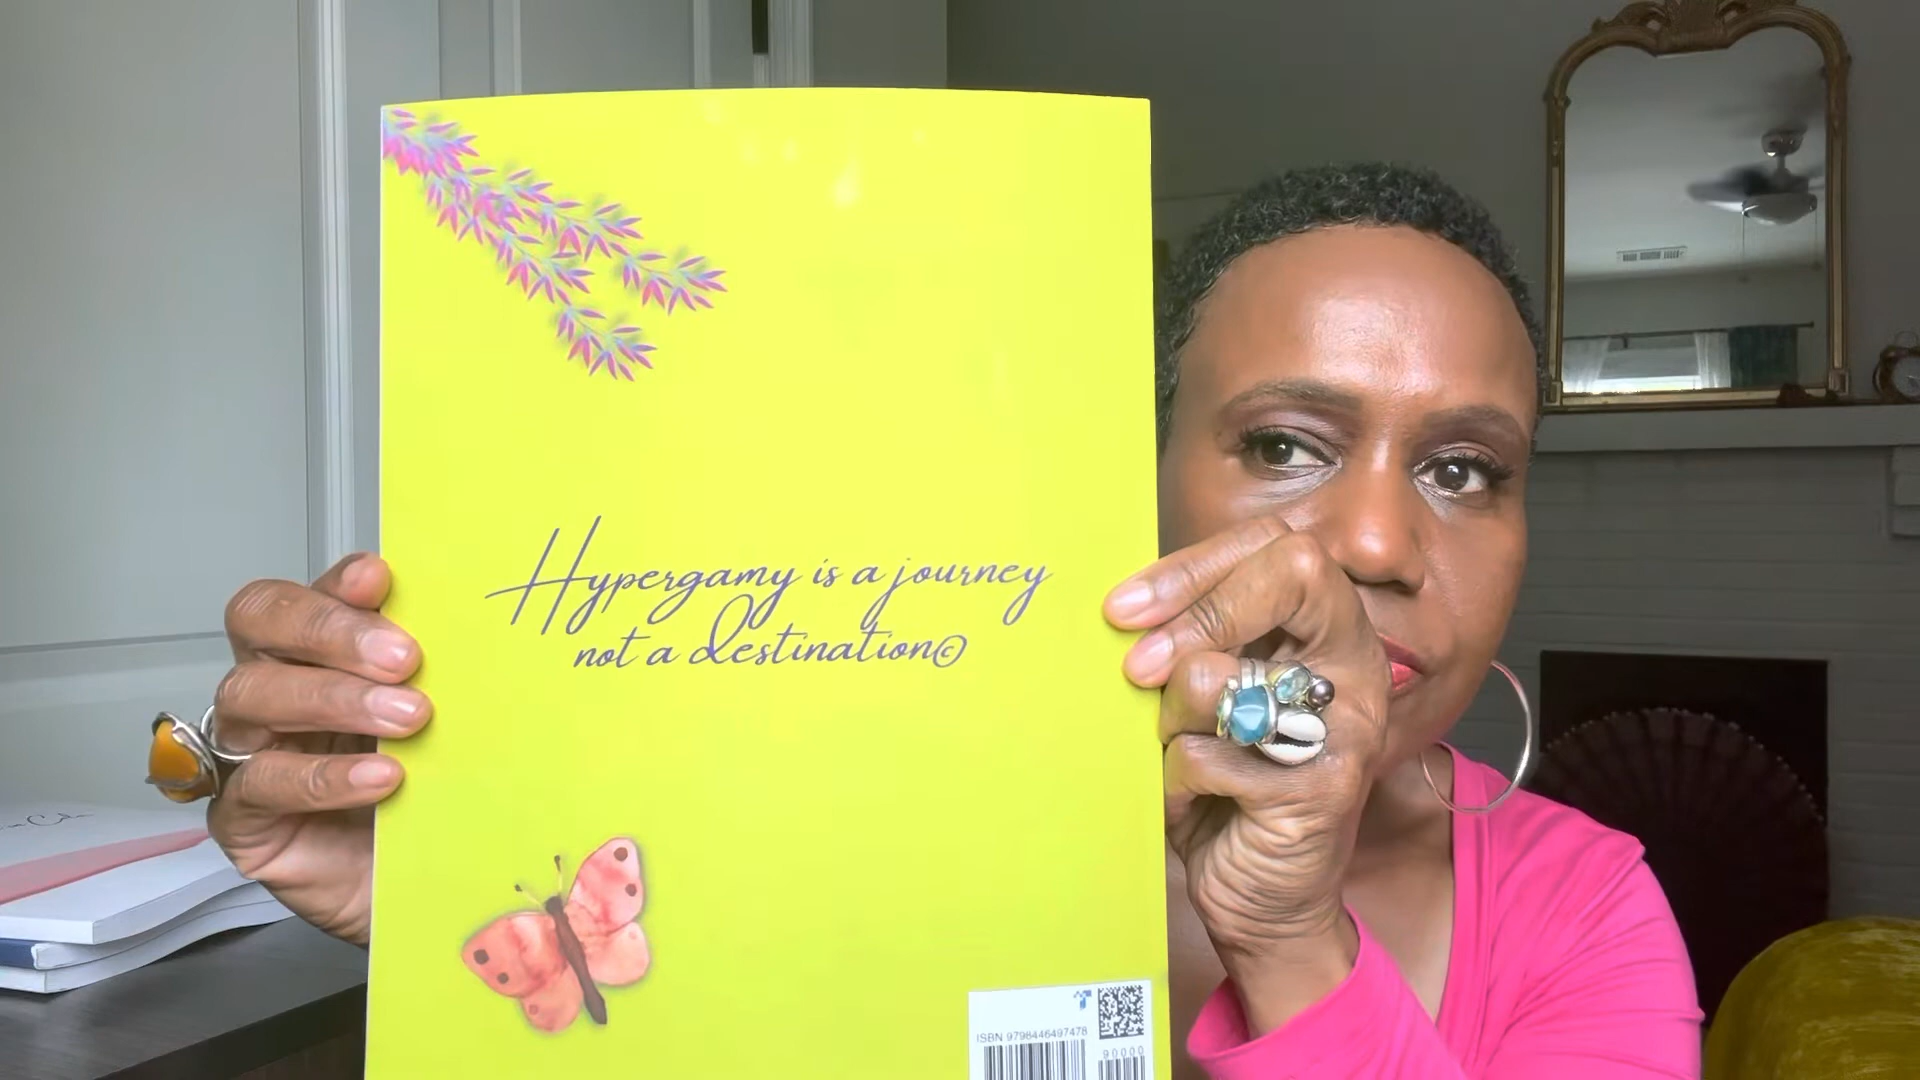 Hypergamy is a journey
not a destination©
ISBN 9798446497478
90000